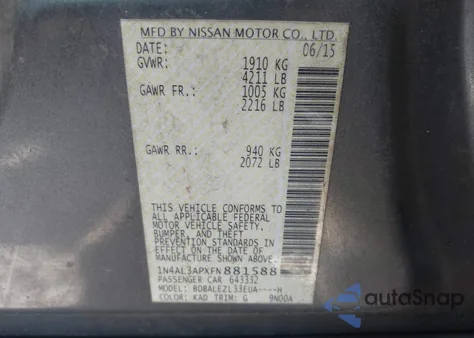 MFD BY NISSAN MOTOR CO., LTD.
DATE: 06/15
GVWR: 1910 KG
4211 LB
GAWR FR.: 1005 KG
2216 LB
GAWR RR.: 940 KG
2072 LB
THIS VEHICLE CONFORMS TO
ALL APPLICABLE FEDERAL
MOTOR VEHICLE SAFETY,
BUMPER, AND THEFT
PREVENTION STANDARDS IN
EFFECT ON THE DATE OF
MANUFACTURE SHOWN ABOVE.
1N4AL3APXFN881588
PASSENGER CAR 643332
MODEL: BDBALEZL33EUA----H
COLOR: KAD TRIM: G 9N00A
autoSnap